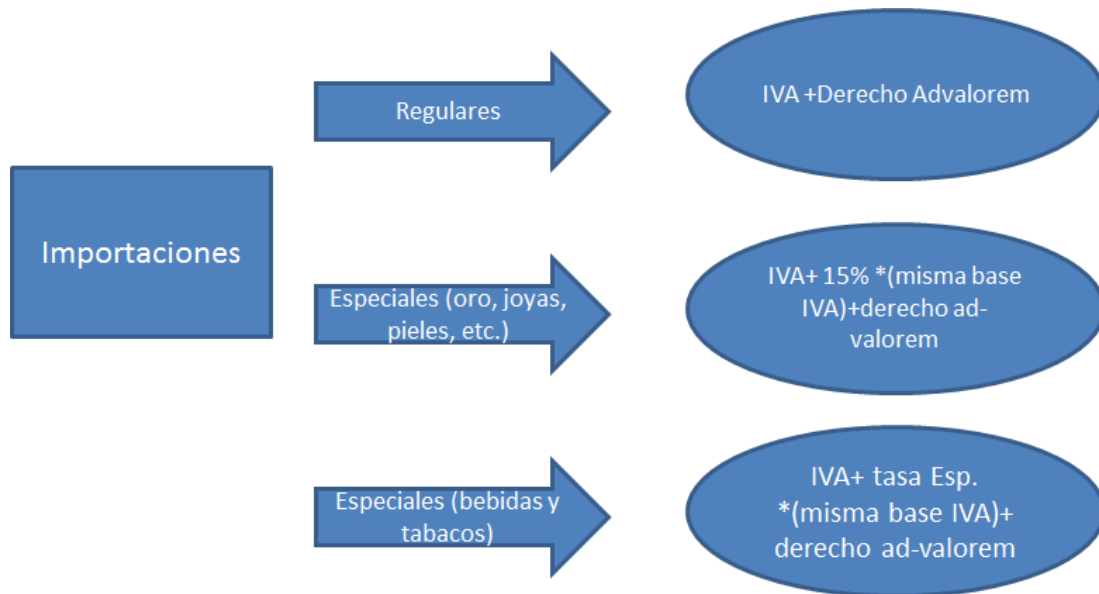 Importaciones
Regulares
IVA +Derecho Advalorem
Especiales (oro, joyas,
pieles, etc.)
IVA+ 15% *(misma base
IVA)+derecho ad-
valorem
Especiales (bebidas y
tabacos)
IVA+ tasa Esp.
*(misma base IVA)+
derecho ad-valorem